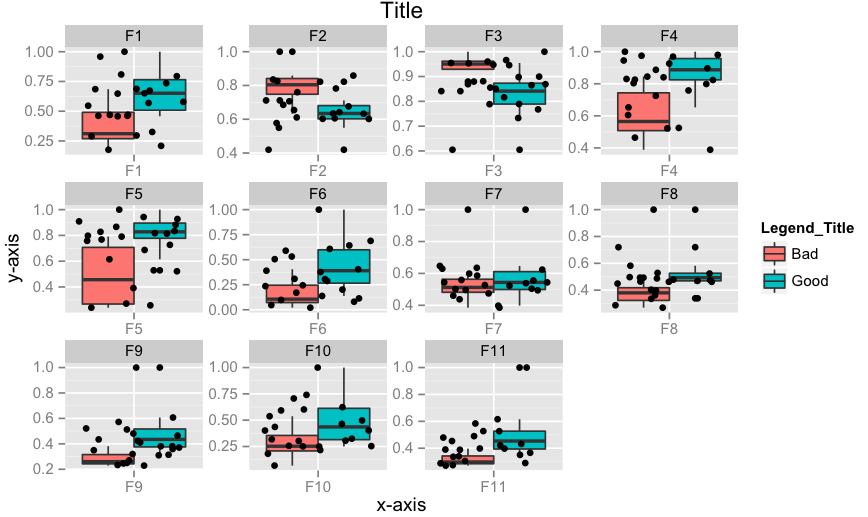 Title
F1 F2 F3 F4
1.00 0.75 0.50 0.25
1.0 0.8 0.6 0.4
1.0 0.9 0.8 0.7 0.6
1.0 0.8 0.6 0.4
F1 F2 F3 F4
F5 F6 F7 F8
1.0 0.8 0.6 0.4
1.00 0.75 0.50 0.25 0.00
1.0 0.8 0.6 0.4
1.0 0.8 0.6 0.4
F5 F6 F7 F8
F9 F10 F11
1.0 0.8 0.6 0.4 0.2
1.00 0.75 0.50 0.25
1.0 0.8 0.6 0.4
F9 F10 F11
y-axis
x-axis
Legend_Title
Bad
Good